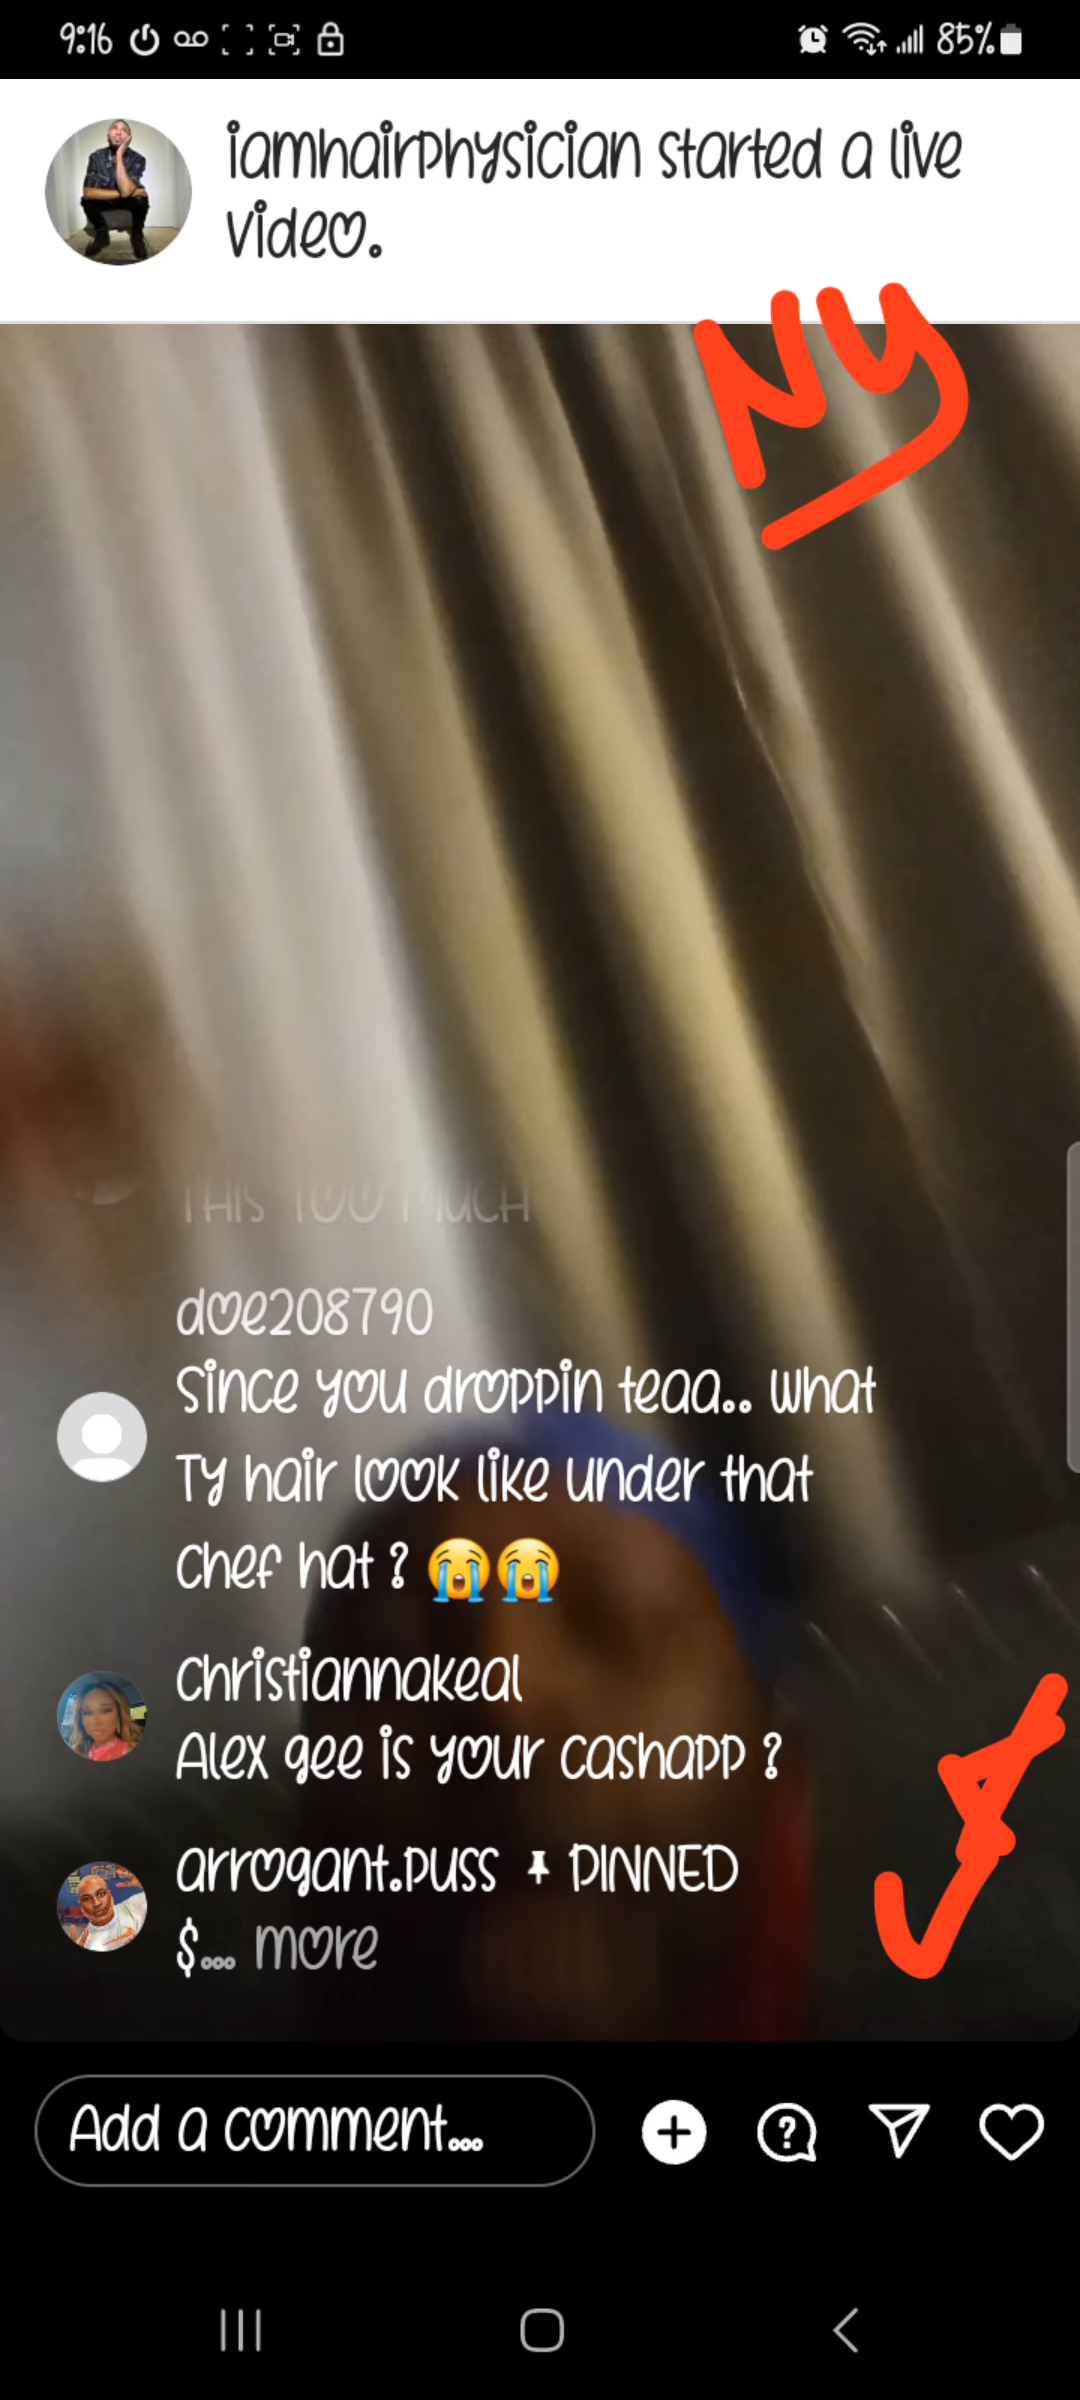 9:16
85%
iamhairphysician started a live
video.
NY
THIS TOO MUCH
doe208790
Since you droppin teaa.. what
Ty hair look like under that
chef hat ? 😭😭
christiannakeal
Alex gee is your cashapp ?
arrogant.puss PINNED
$... more
Add a comment...